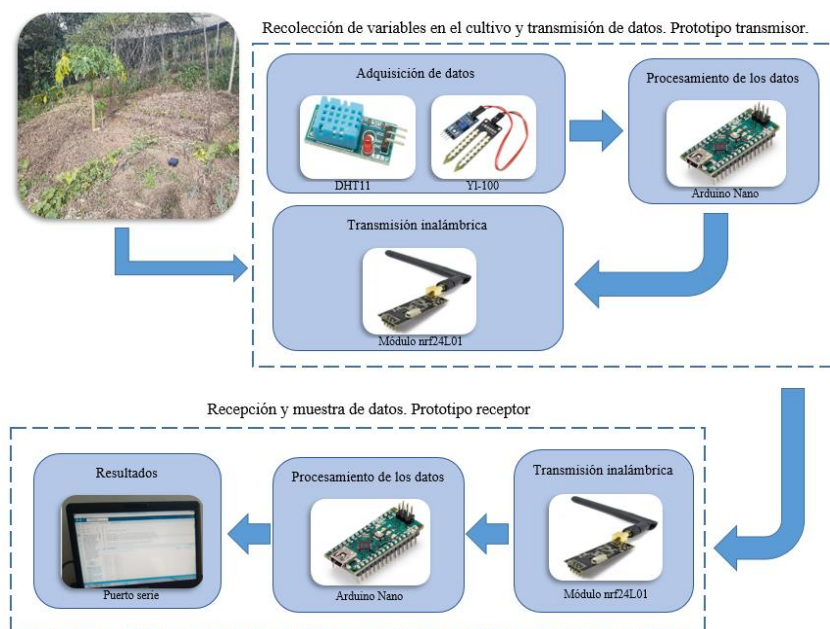 Recolección de variables en el cultivo y transmisión de datos. Prototipo transmisor.
Adquisición de datos
DHT11
Yl-100
Procesamiento de los datos
Arduino Nano
Transmisión inalámbrica
Módulo nrf24L01
Recepción y muestra de datos. Prototipo receptor
Resultados
Puerto serie
Procesamiento de los datos
Arduino Nano
Transmisión inalámbrica
Módulo nrf24L01